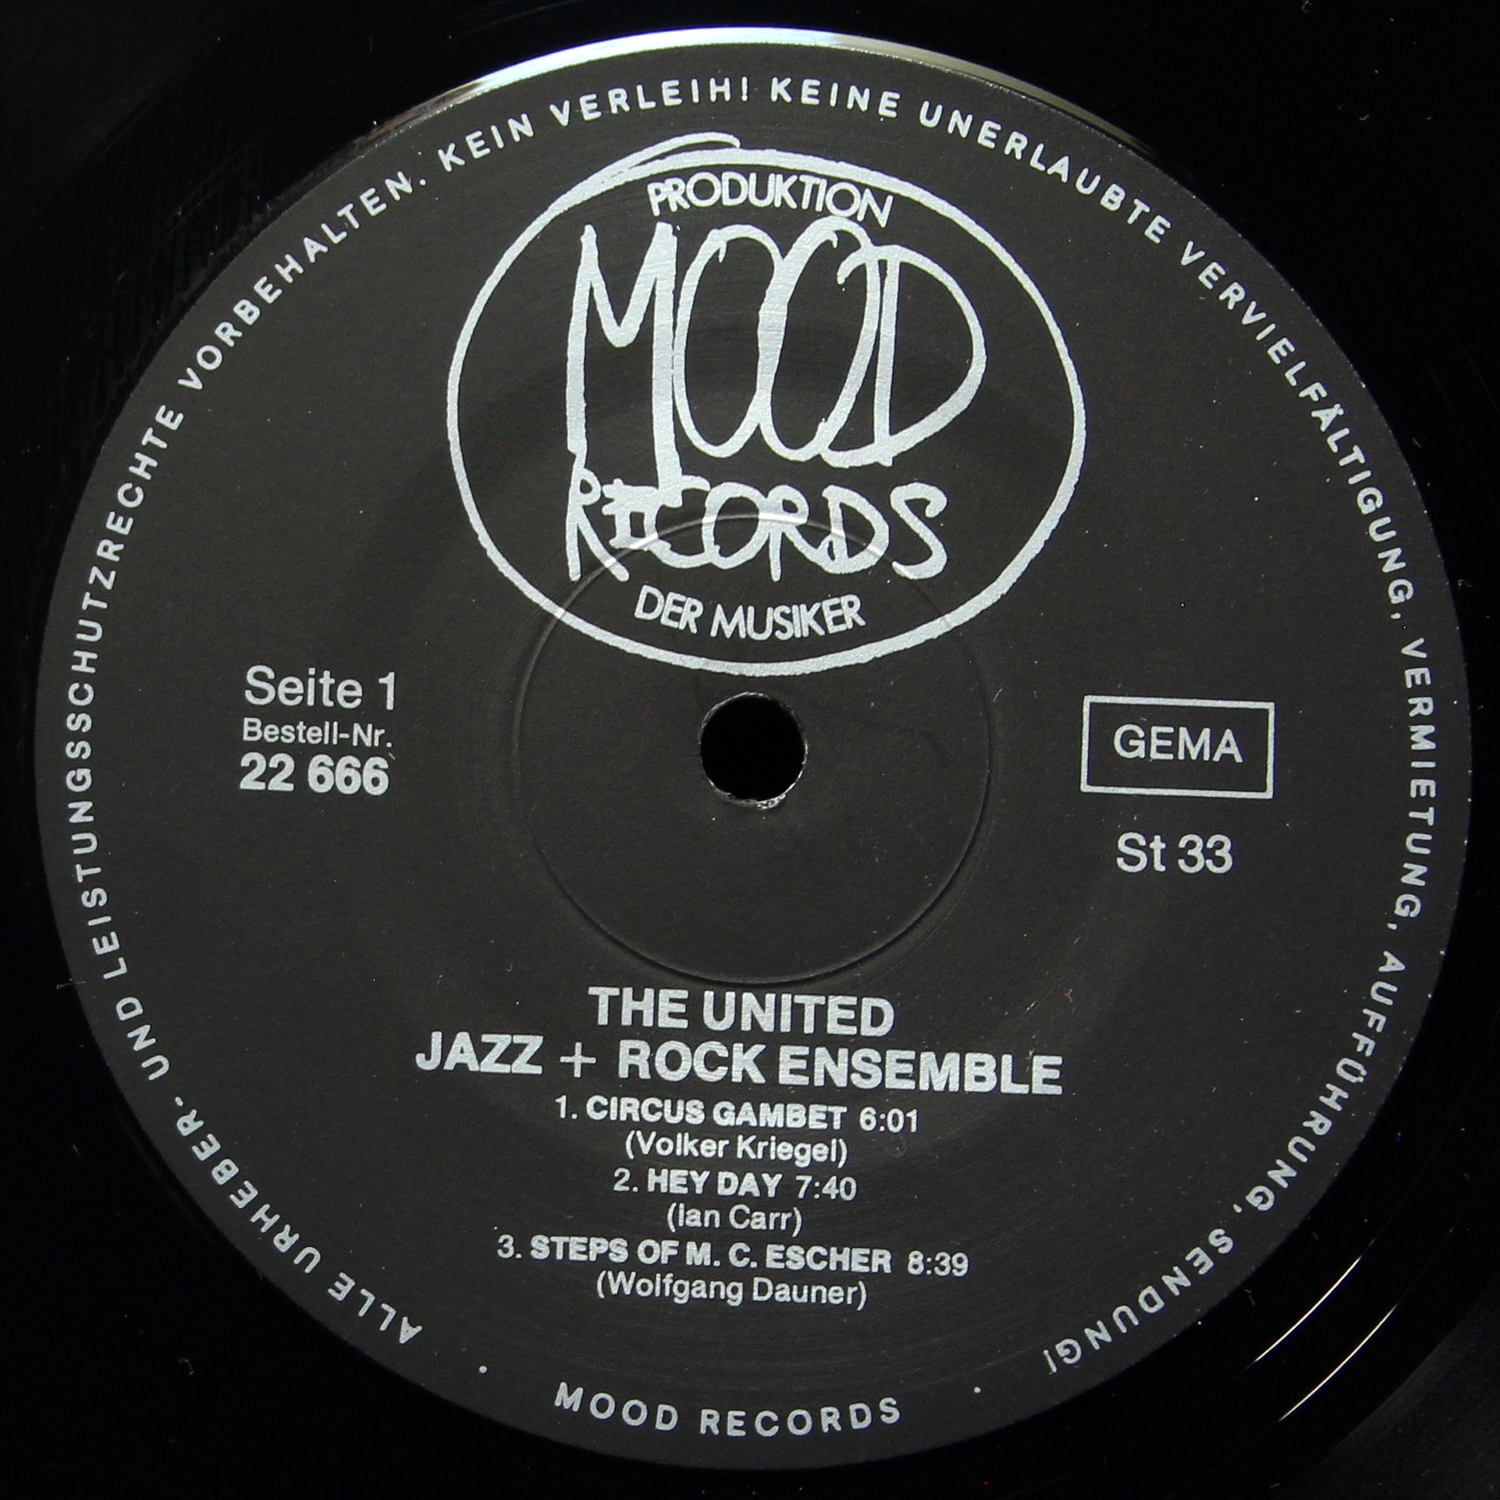 ALLE URHEBER- UND LEISTUNGSSCHUTZRECHTE VORBEHALTEN. KEIN VERLEIH! KEINE UNERLAUBTE VERVIELFÄLTIGUNG, VERMIETUNG, AUFFÜHRUNG, SENDUNG!
PRODUKTION
MOOD
RECORDS
DER MUSIKER
Seite 1
Bestell-Nr.
22 666
GEMA
St 33
THE UNITED
JAZZ + ROCK ENSEMBLE
1. CIRCUS GAMBET 6:01
(Volker Kriegel)
2. HEY DAY 7:40
(Ian Carr)
3. STEPS OF M. C. ESCHER 8:39
(Wolfgang Dauner)
· MOOD RECORDS ·